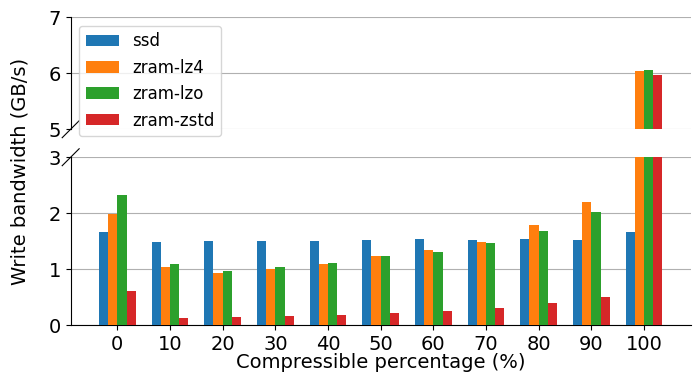 7
6
5
3
2
1
0
Write bandwidth (GB/s)
ssd
zram-lz4
zram-lzo
zram-zstd
0 10 20 30 40 50 60 70 80 90 100
Compressible percentage (%)